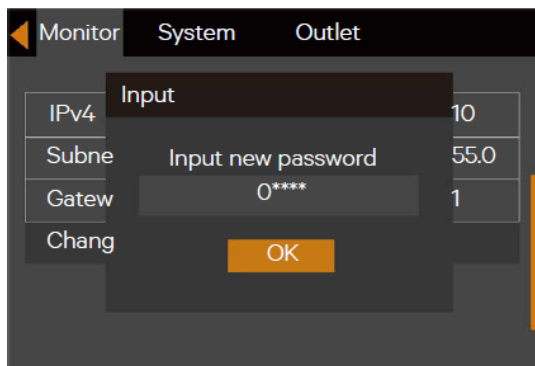 Monitor System Outlet
Input
IPv4 10
Subne Input new password 55.0
0****
Gatew 1
Chang OK